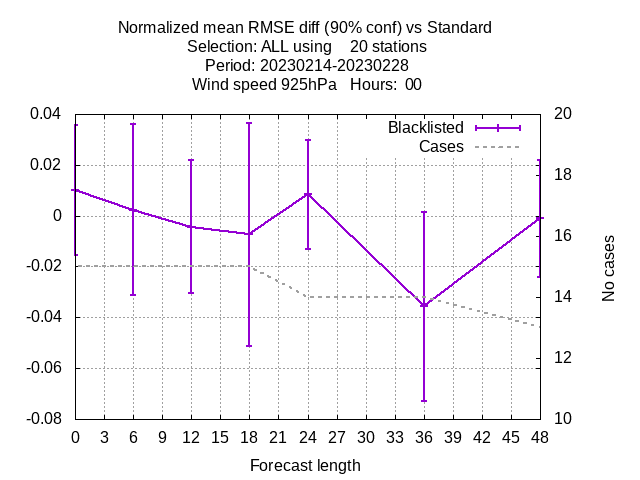 Normalized mean RMSE diff (90% conf) vs Standard
Selection: ALL using    20 stations
Period: 20230214-20230228
Wind speed 925hPa   Hours:  00
Blacklisted
Cases
0.04
0.02
0
-0.02
-0.04
-0.06
-0.08
20
18
16
14
12
10
No cases
0 3 6 9 12 15 18 21 24 27 30 33 36 39 42 45 48
Forecast length